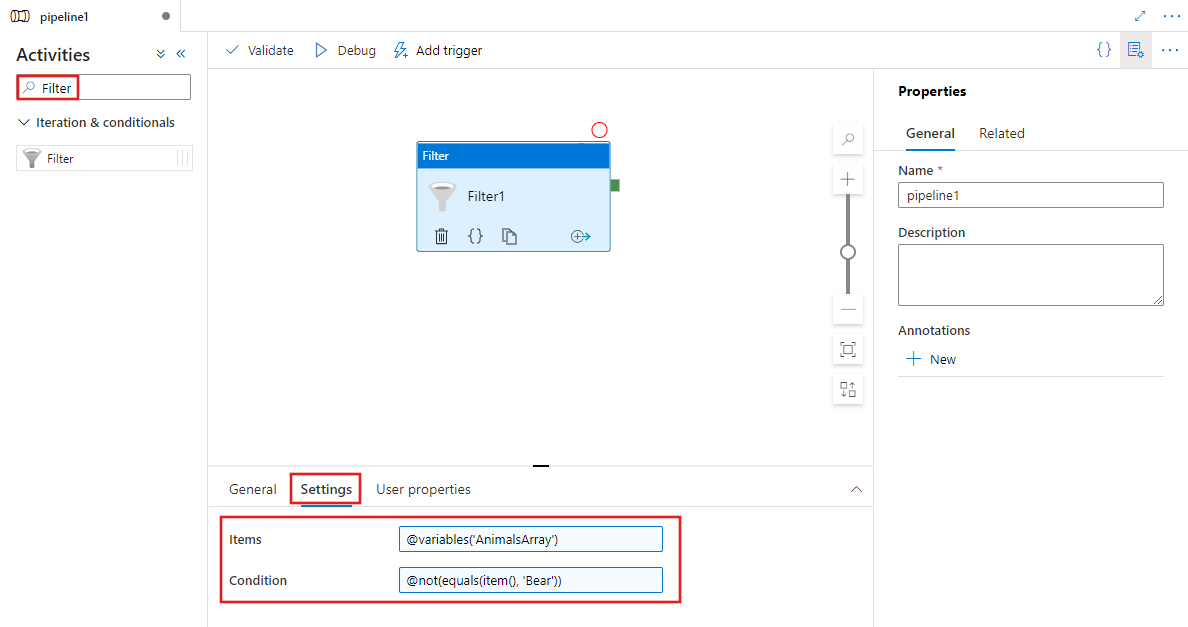 pipeline1
Activities
Filter
Iteration & conditionals
Filter
Validate
Debug
Add trigger
Filter
Filter1
General
Settings
User properties
Items
@variables('AnimalsArray')
Condition
@not(equals(item(), 'Bear'))
Properties
General
Related
Name *
pipeline1
Description
Annotations
New